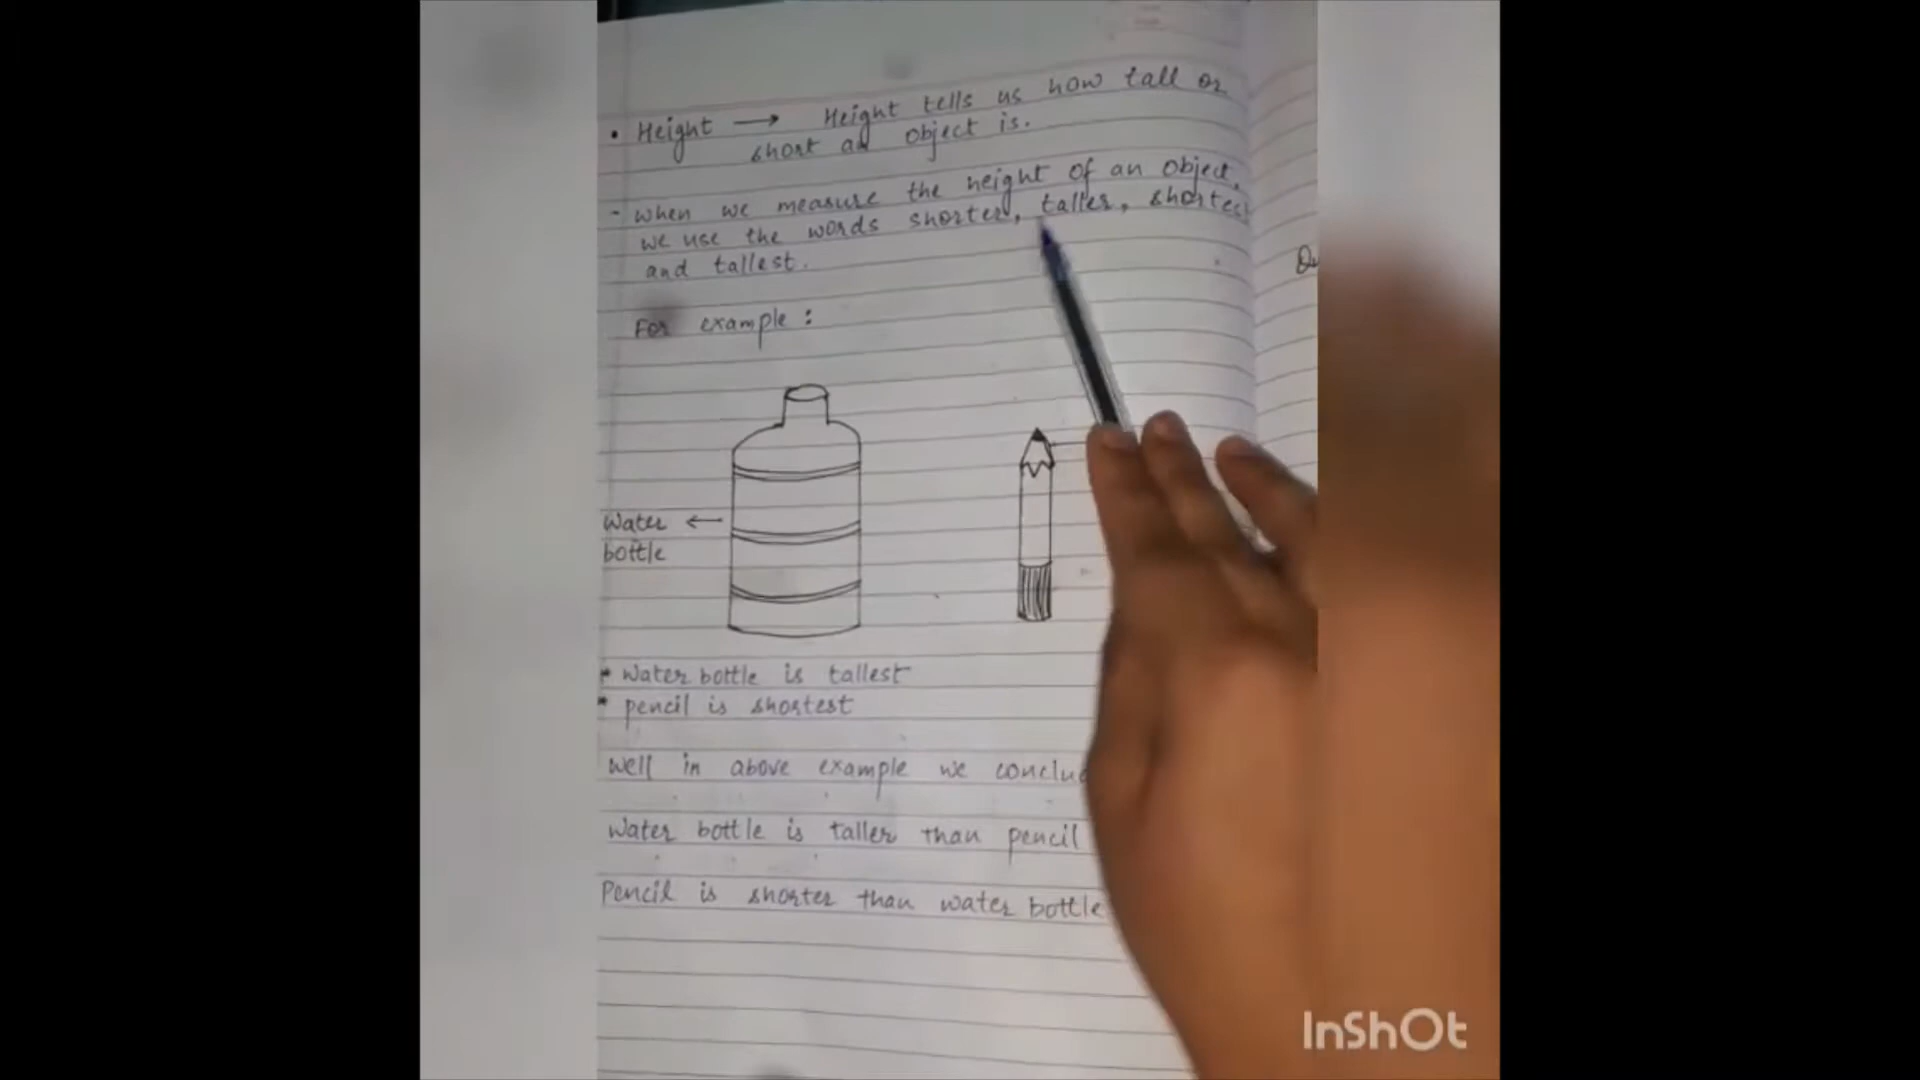 • Height → Height tells us how tall or
short an object is.
- when we measure the height of an object,
we use the words shorter, taller, shortest
and tallest.
For example :
Water ←
bottle
* Water bottle is tallest
* pencil is shortest
Well in above example we conclud
Water bottle is taller than pencil
Pencil is shorter than water bottle
InShOt